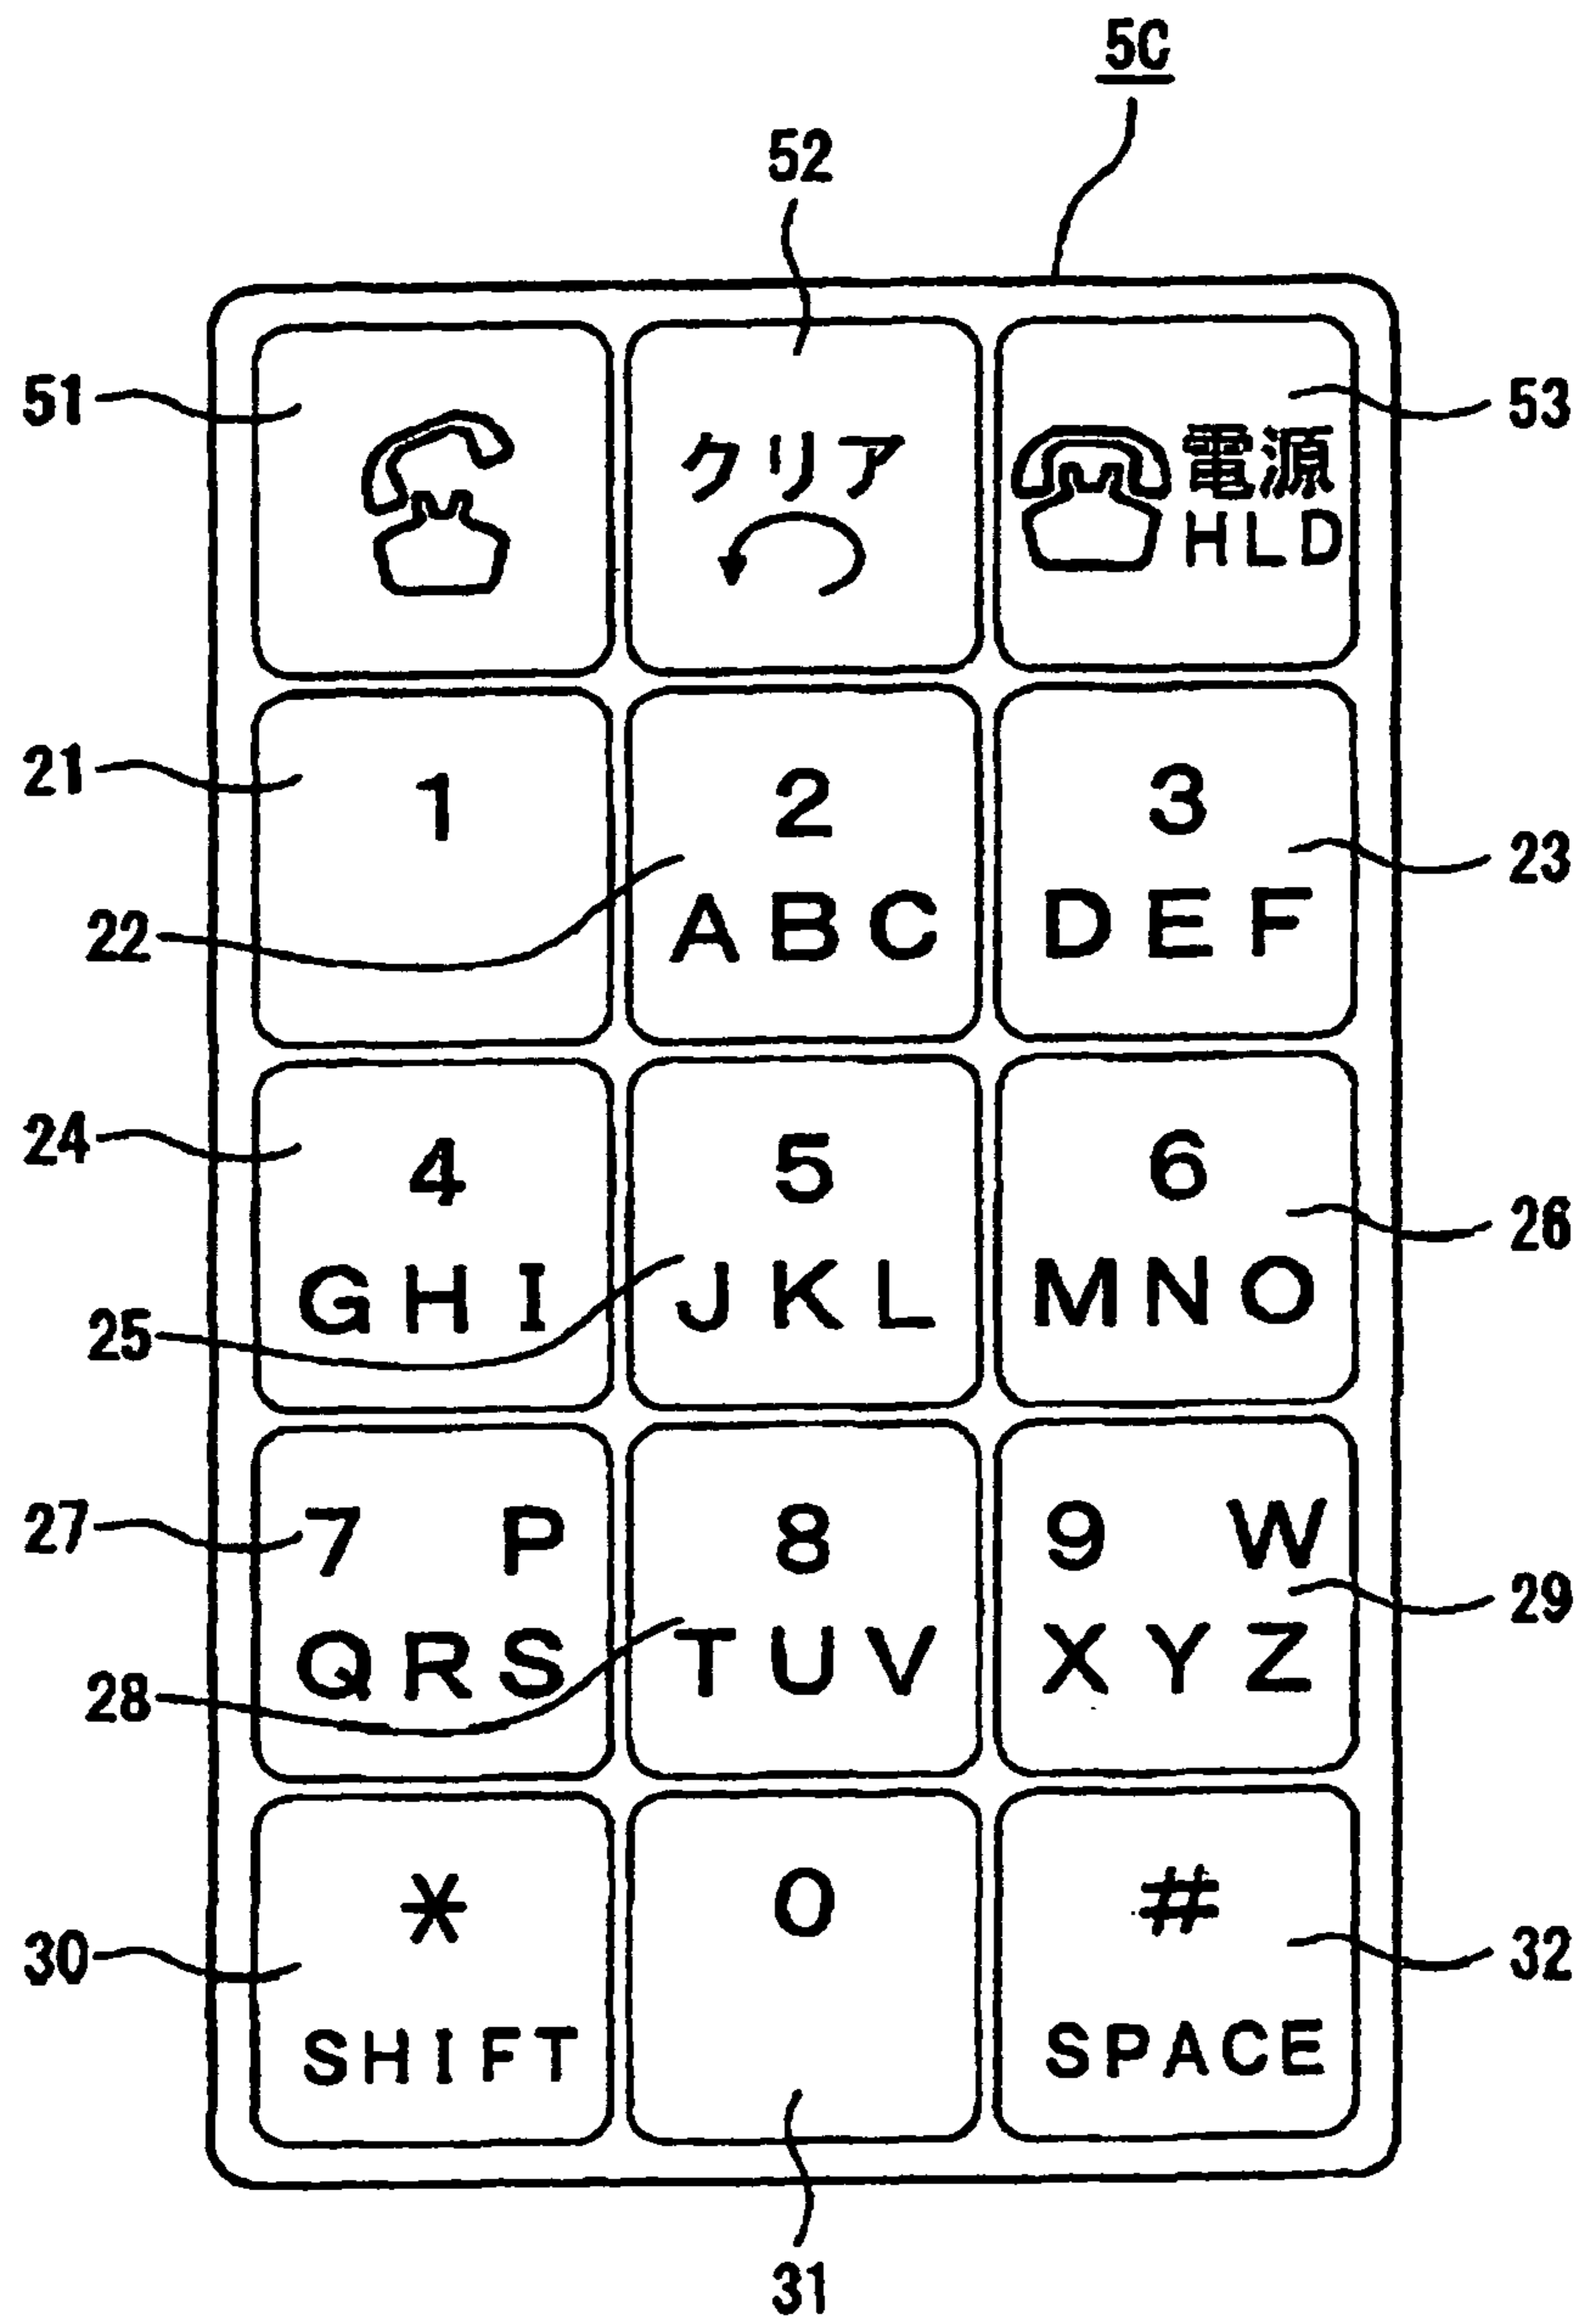 5C
52
51
53
クリア
電源
HLD
21
1
2
3
22
ABC
DEF
23
24
4
5
6
26
25
GHI
JKL
MNO
27
7 P
8
9 W
29
28
QRS
TUV
XYZ
30
*
0
#
32
SHIFT
SPACE
31